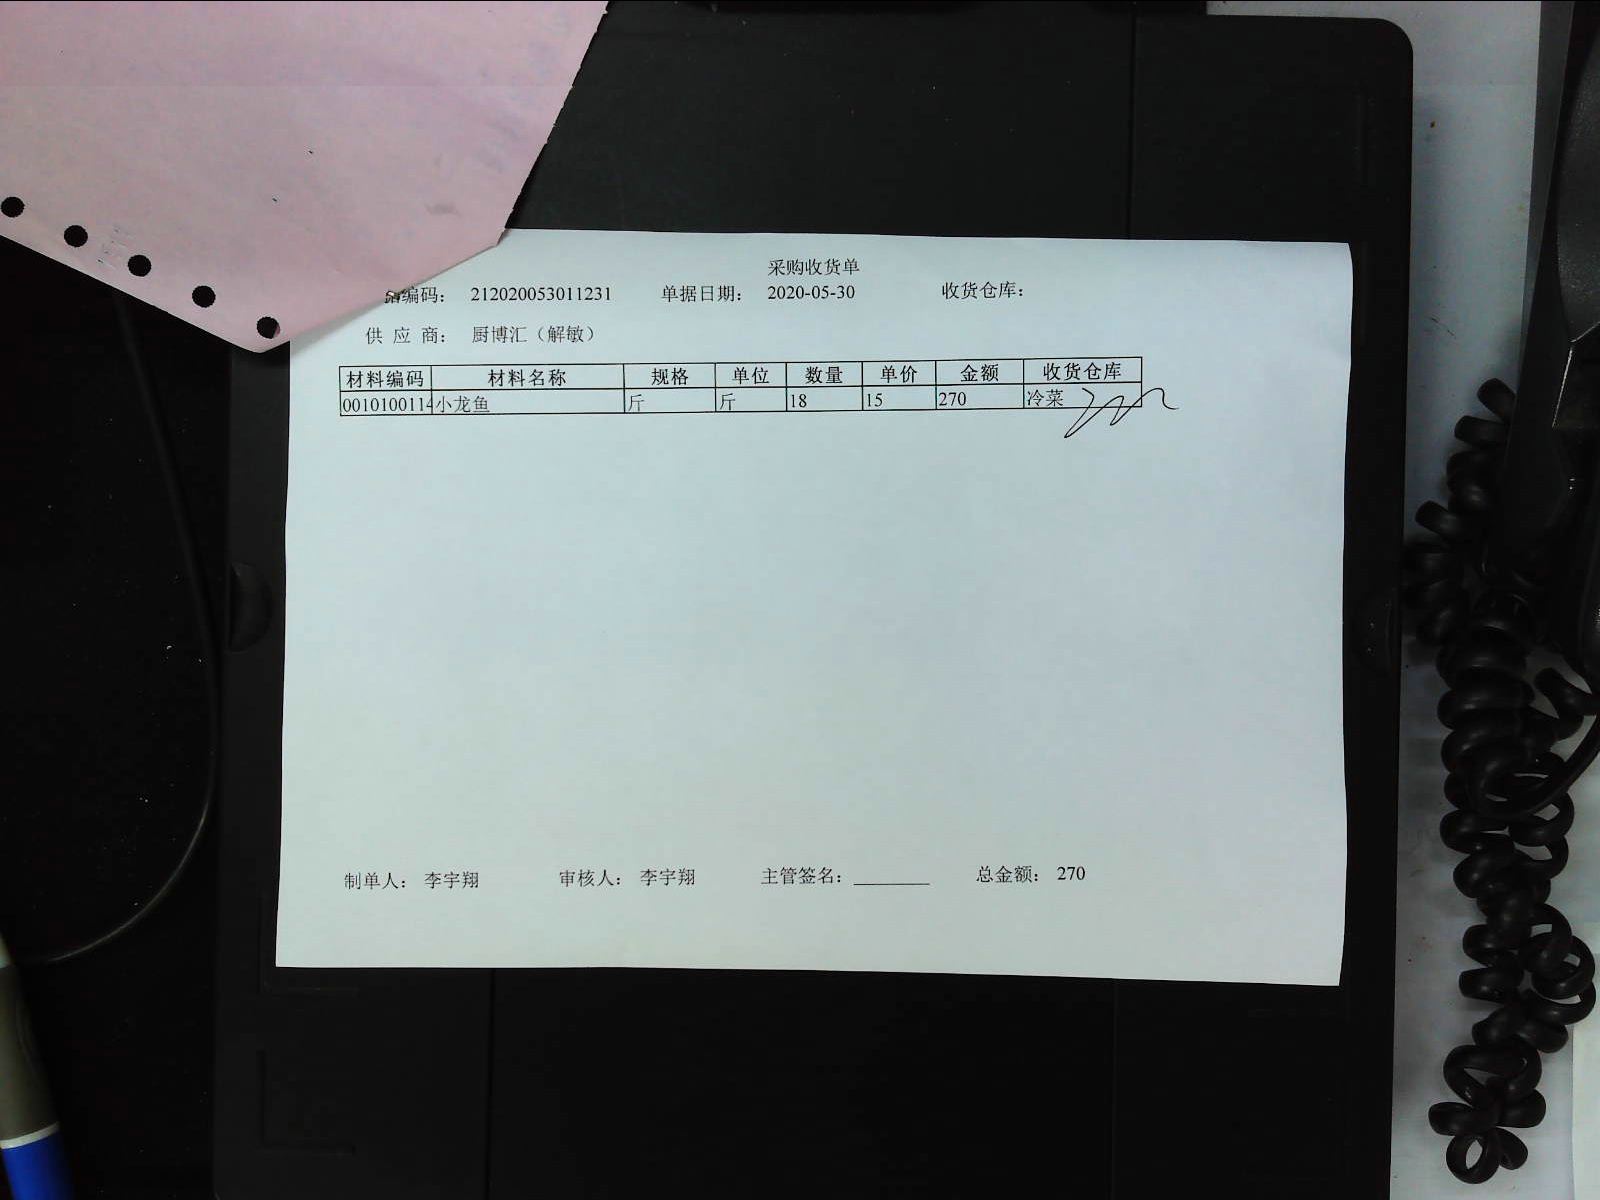 采购收货单
编码： 212020053011231 单据日期： 2020-05-30 收货仓库：
供 应 商： 厨博汇（解敏）
材料编码 材料名称 规格 单位 数量 单价 金额 收货仓库
0010100114 小龙鱼 斤 斤 18 15 270 冷菜
制单人： 李宇翔 审核人： 李宇翔 主管签名：________ 总金额： 270